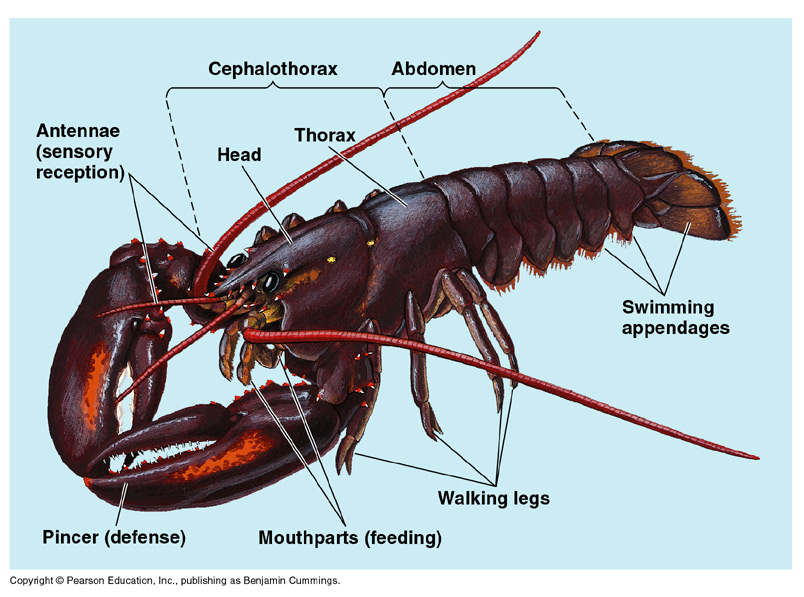 Cephalothorax
Abdomen
Antennae
(sensory
reception)
Head
Thorax
Swimming
appendages
Walking legs
Pincer (defense)
Mouthparts (feeding)
Copyright © Pearson Education, Inc., publishing as Benjamin Cummings.